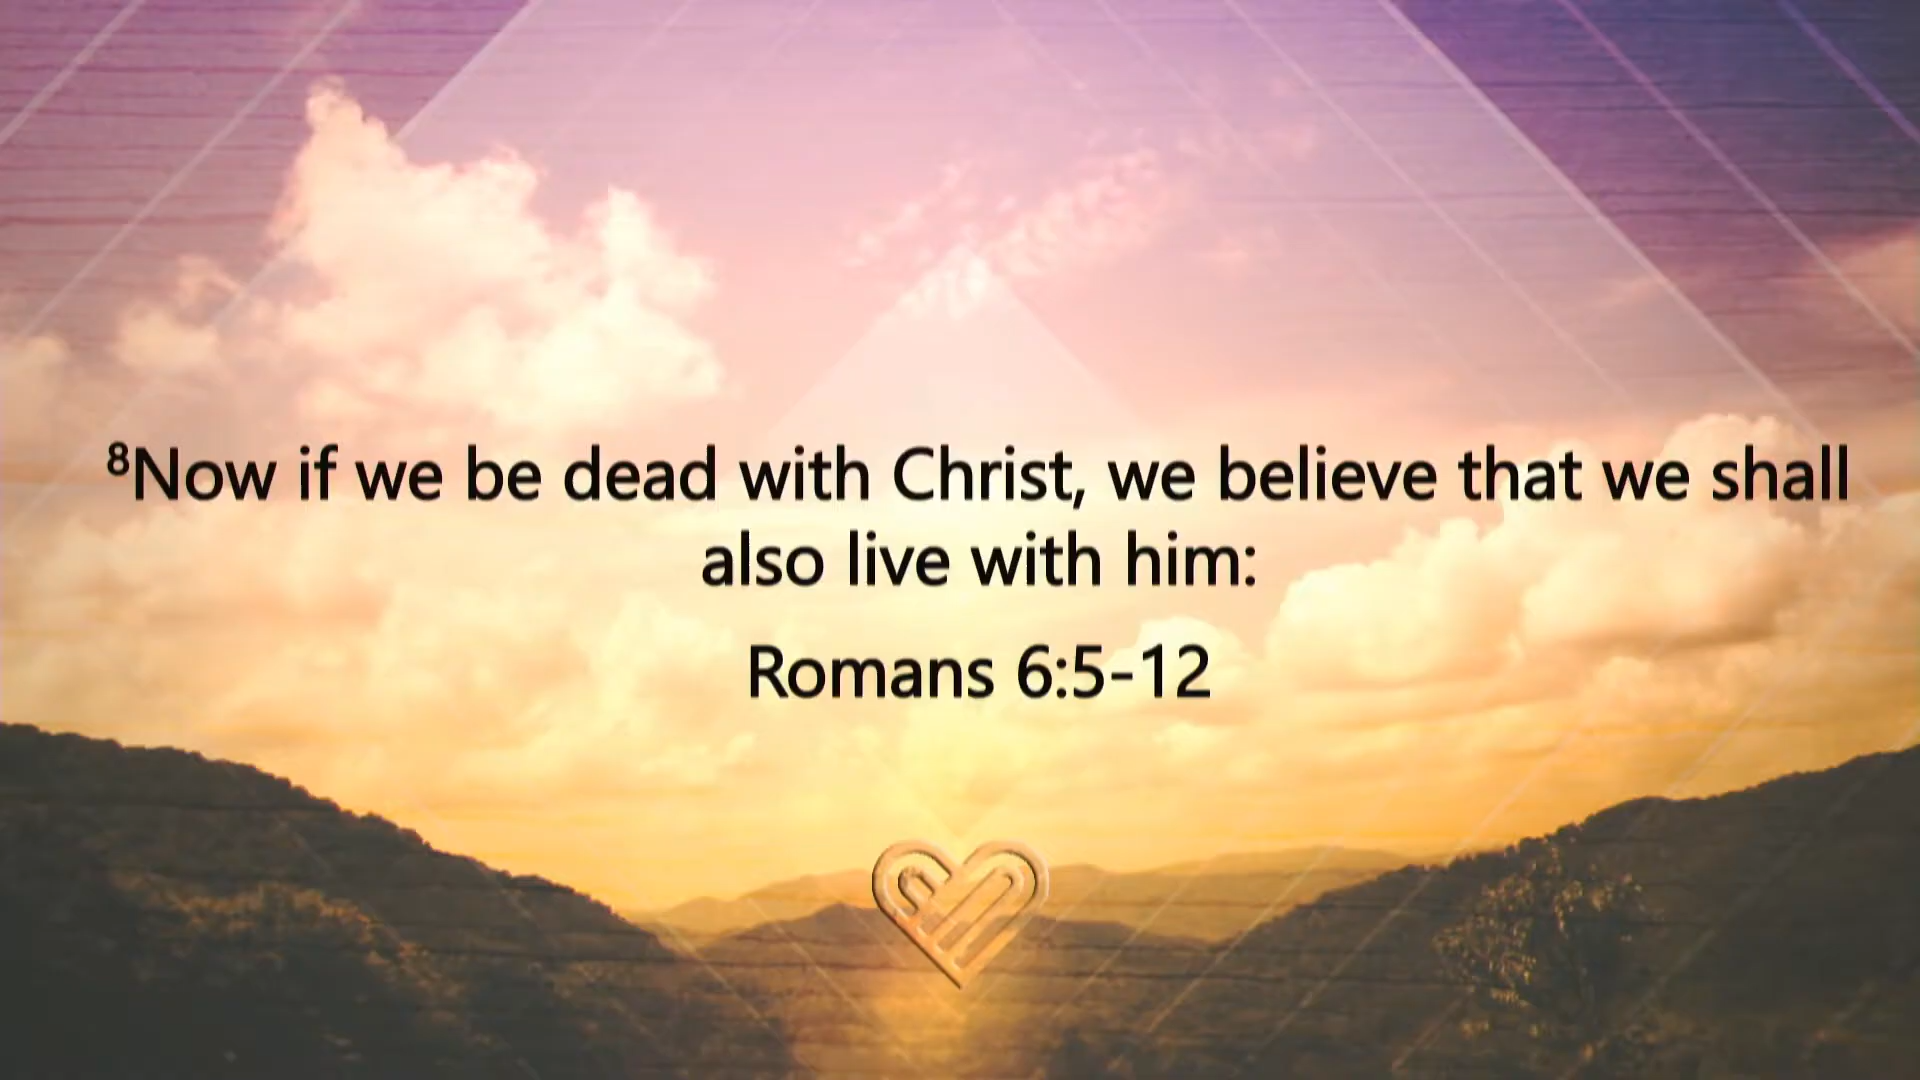 ⁸Now if we be dead with Christ, we believe that we shall
also live with him:
Romans 6:5-12